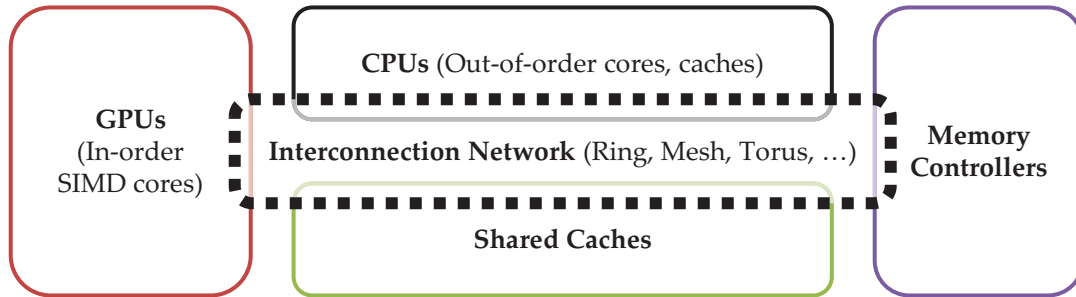 CPUs (Out-of-order cores, caches)
GPUs
(In-order
SIMD cores)
Interconnection Network (Ring, Mesh, Torus, …)
Memory
Controllers
Shared Caches